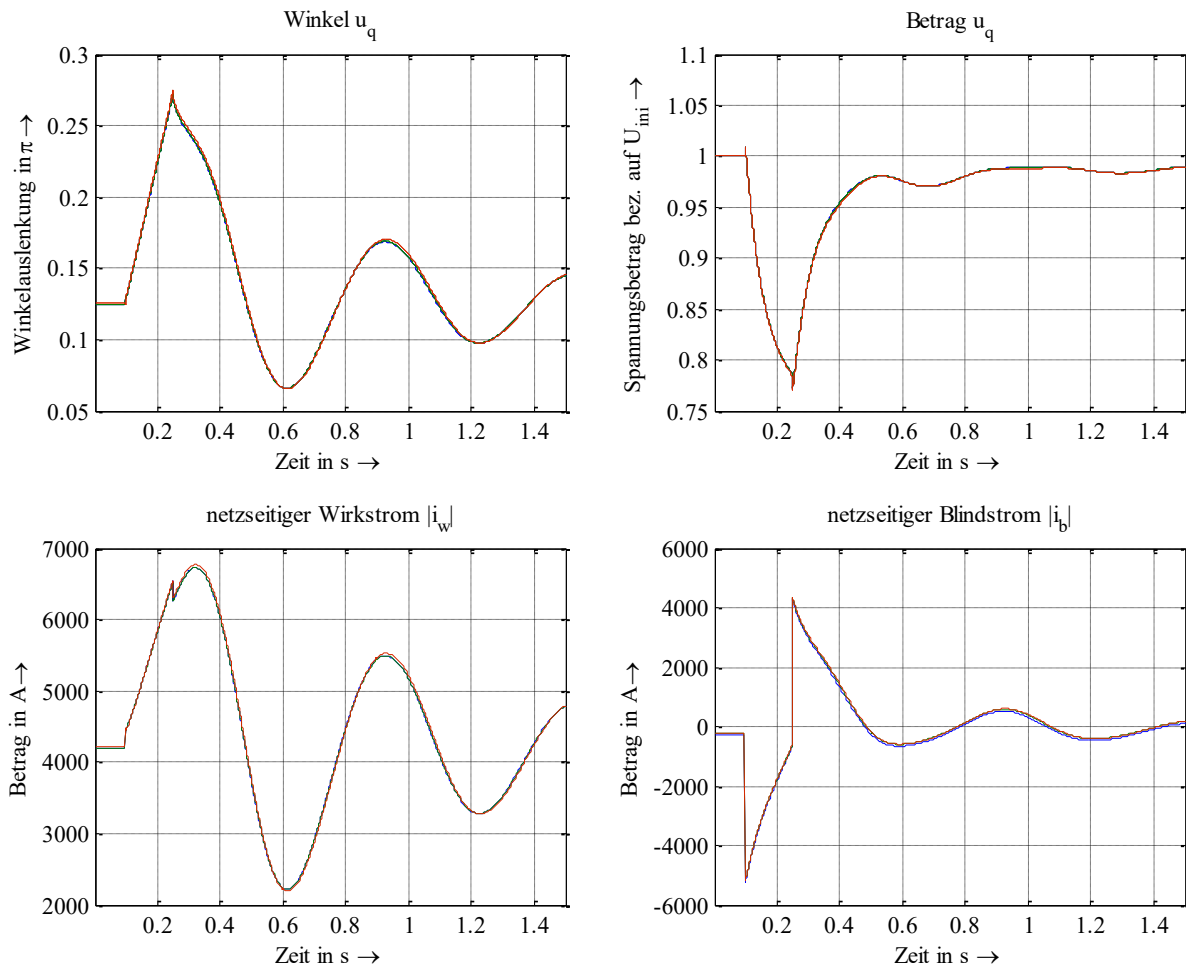 Winkel u_q
Winkelauslenkung in π →
0.3
0.25
0.2
0.15
0.1
0.05
0.2 0.4 0.6 0.8 1 1.2 1.4
Zeit in s →
Betrag u_q
Spannungsbetrag bez. auf U_ini →
1.1
1.05
1
0.95
0.9
0.85
0.8
0.75
0.2 0.4 0.6 0.8 1 1.2 1.4
Zeit in s →
netzseitiger Wirkstrom |i_w|
Betrag in A →
7000
6000
5000
4000
3000
2000
0.2 0.4 0.6 0.8 1 1.2 1.4
Zeit in s →
netzseitiger Blindstrom |i_b|
Betrag in A →
6000
4000
2000
0
-2000
-4000
-6000
0.2 0.4 0.6 0.8 1 1.2 1.4
Zeit in s →